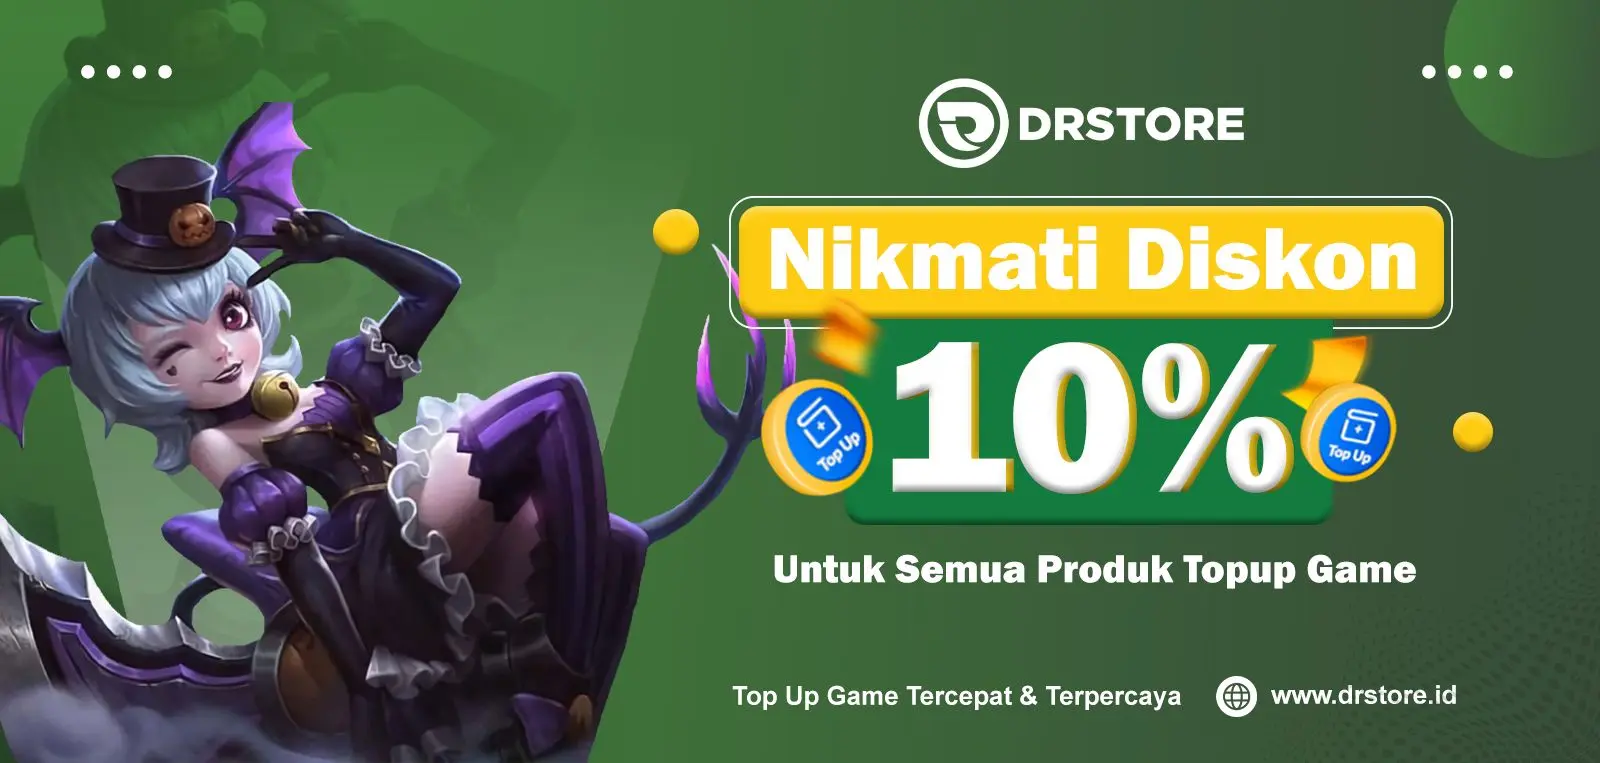 DRSTORE
Nikmati Diskon
10%
Top Up
Top Up
Untuk Semua Produk Topup Game
Top Up Game Tercepat & Terpercaya
www.drstore.id